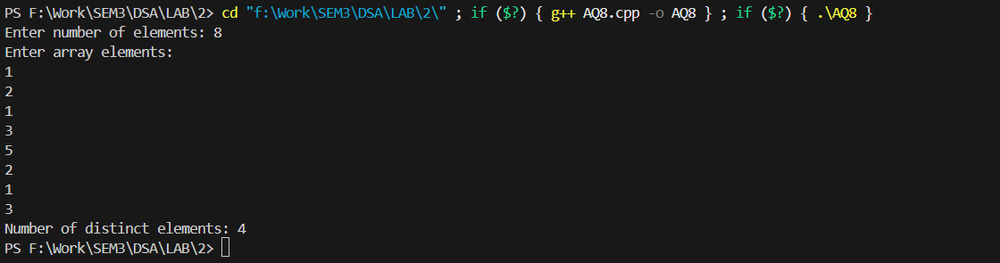 PS F:\Work\SEM3\DSA\LAB\2> cd "f:\Work\SEM3\DSA\LAB\2\" ; if ($?) { g++ AQ8.cpp -o AQ8 } ; if ($?) { .\AQ8 }
Enter number of elements: 8
Enter array elements:
1
2
1
3
5
2
1
3
Number of distinct elements: 4
PS F:\Work\SEM3\DSA\LAB\2>